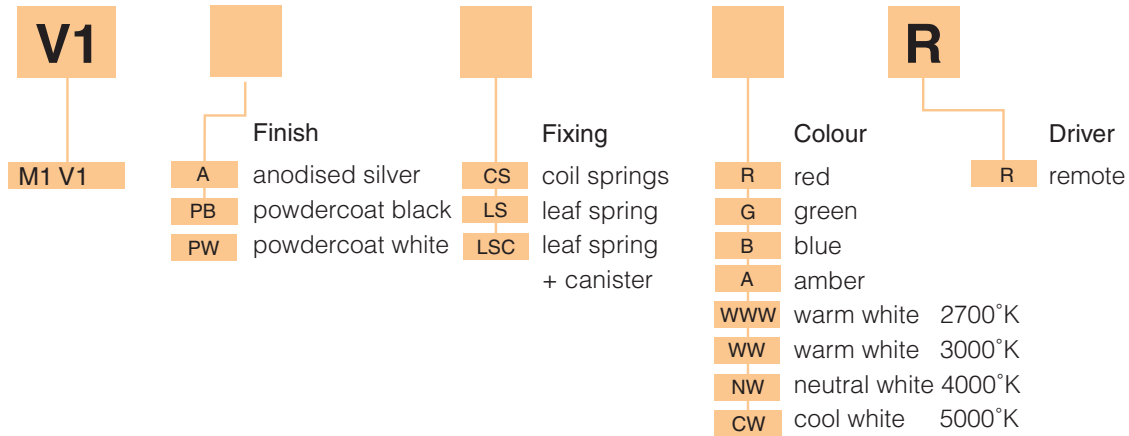 V1 R
Finish Fixing Colour Driver
M1 V1 A anodised silver CS coil springs R red R remote
PB powdercoat black LS leaf spring G green
PW powdercoat white LSC leaf spring B blue
+ canister A amber
WWW warm white 2700˚K
WW warm white 3000˚K
NW neutral white 4000˚K
CW cool white 5000˚K